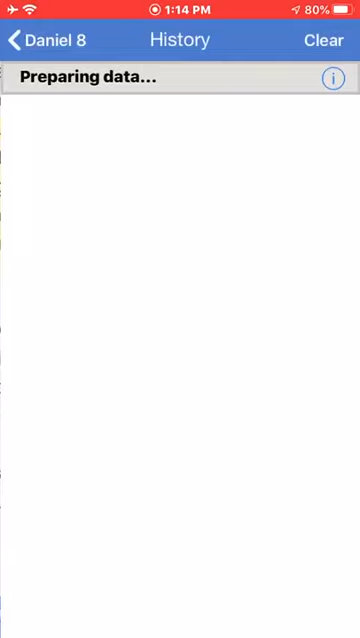 1:14 PM
80%
Daniel 8
History
Clear
Preparing data...